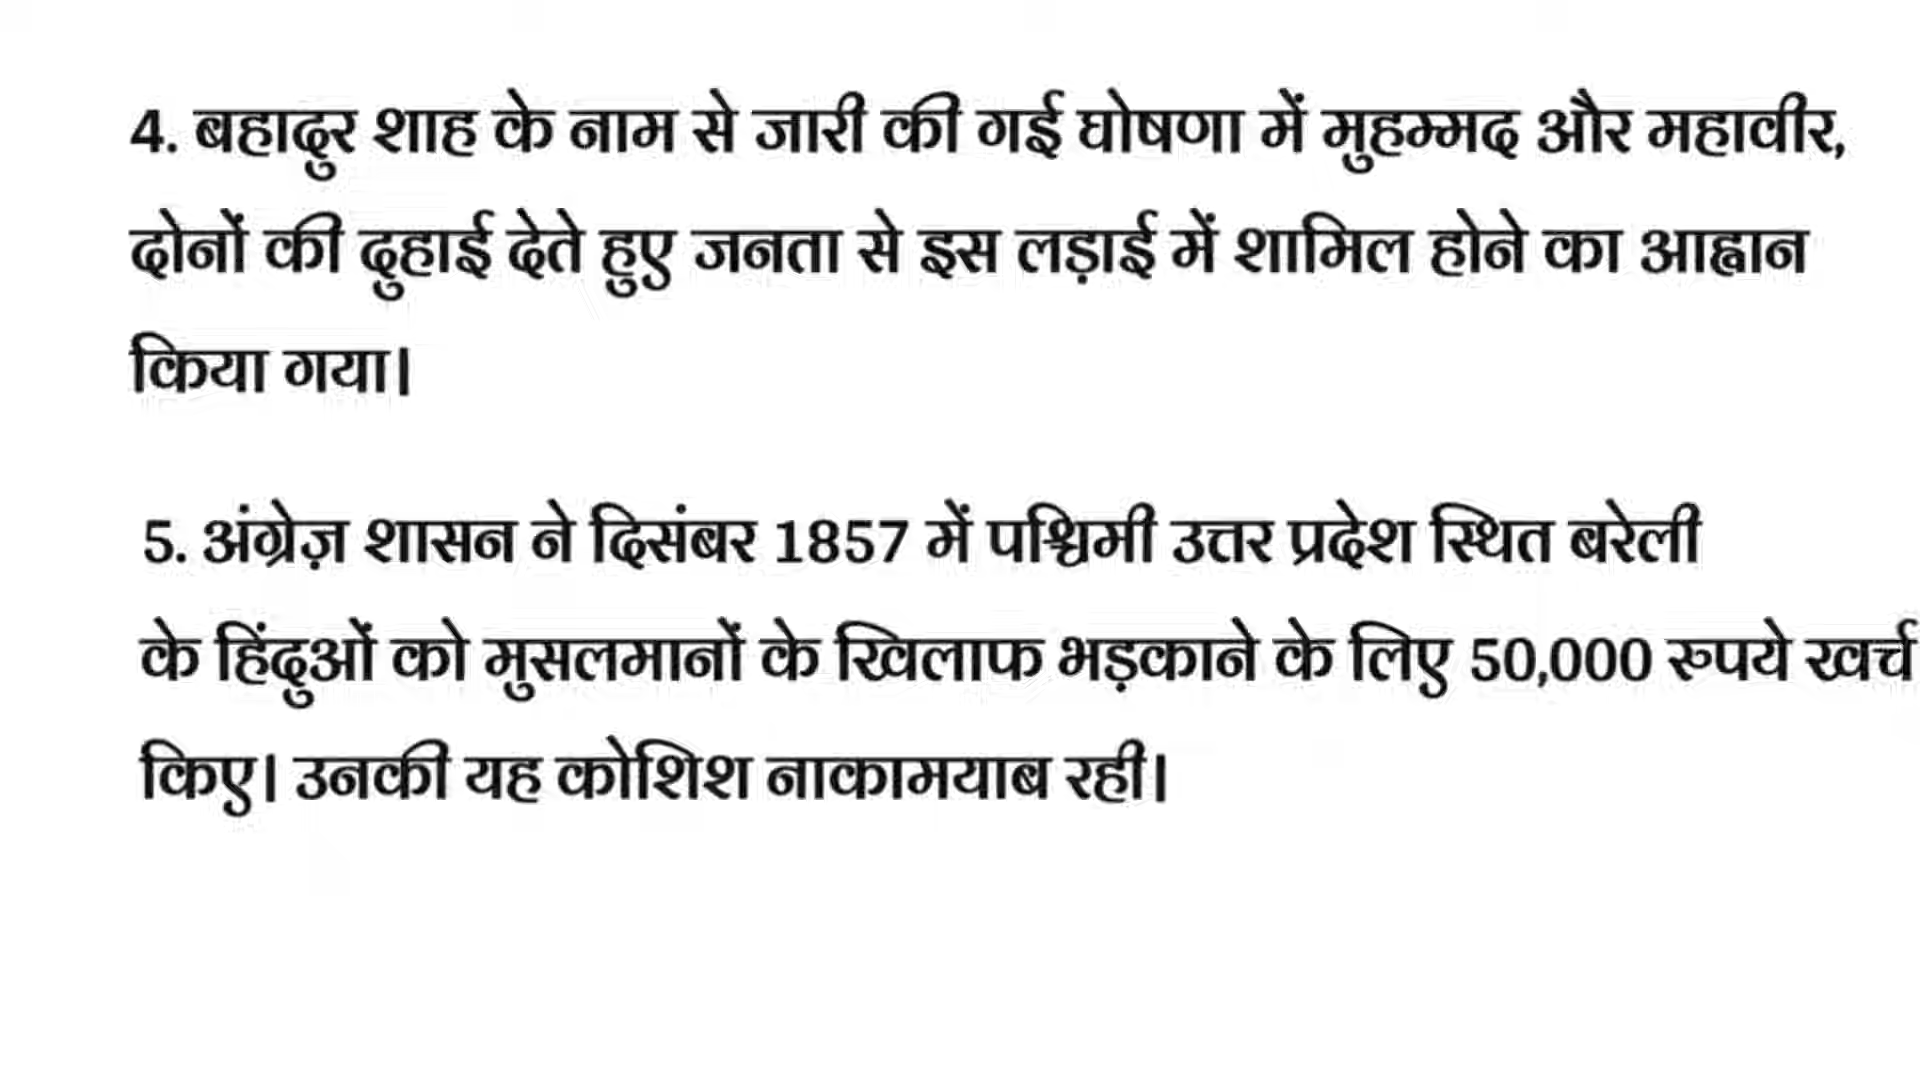 4. बहादुर शाह के नाम से जारी की गई घोषणा में मुहम्मद और महावीर,
दोनों की दुहाई देते हुए जनता से इस लड़ाई में शामिल होने का आह्वान
किया गया।
5. अंग्रेज़ शासन ने दिसंबर 1857 में पश्चिमी उत्तर प्रदेश स्थित बरेली
के हिंदुओं को मुसलमानों के खिलाफ भड़काने के लिए 50,000 रुपये खर्च
किए। उनकी यह कोशिश नाकामयाब रही।